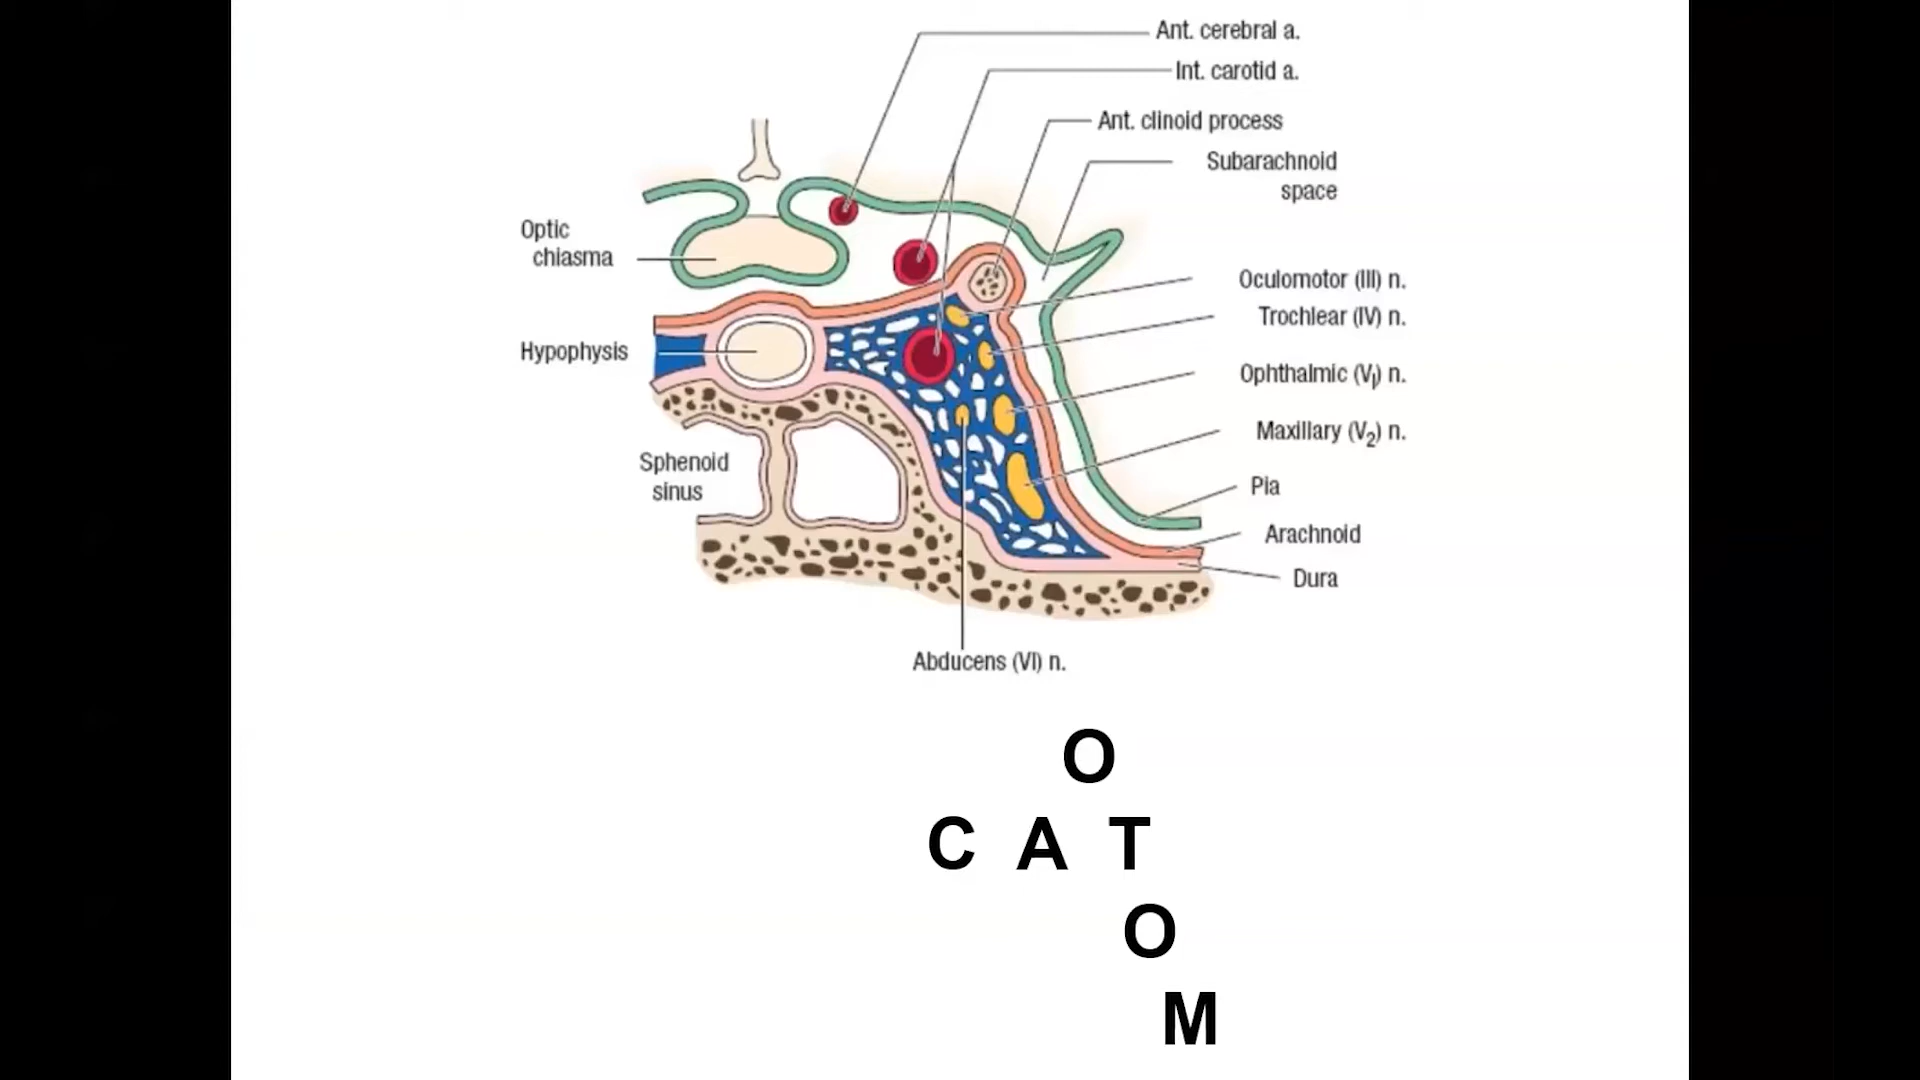 Ant. cerebral a.
Int. carotid a.
Ant. clinoid process
Subarachnoid
space
Optic
chiasma
Oculomotor (III) n.
Trochlear (IV) n.
Hypophysis
Ophthalmic (V₁) n.
Maxillary (V₂) n.
Sphenoid
sinus
Pia
Arachnoid
Dura
Abducens (VI) n.
O
C A T
O
M